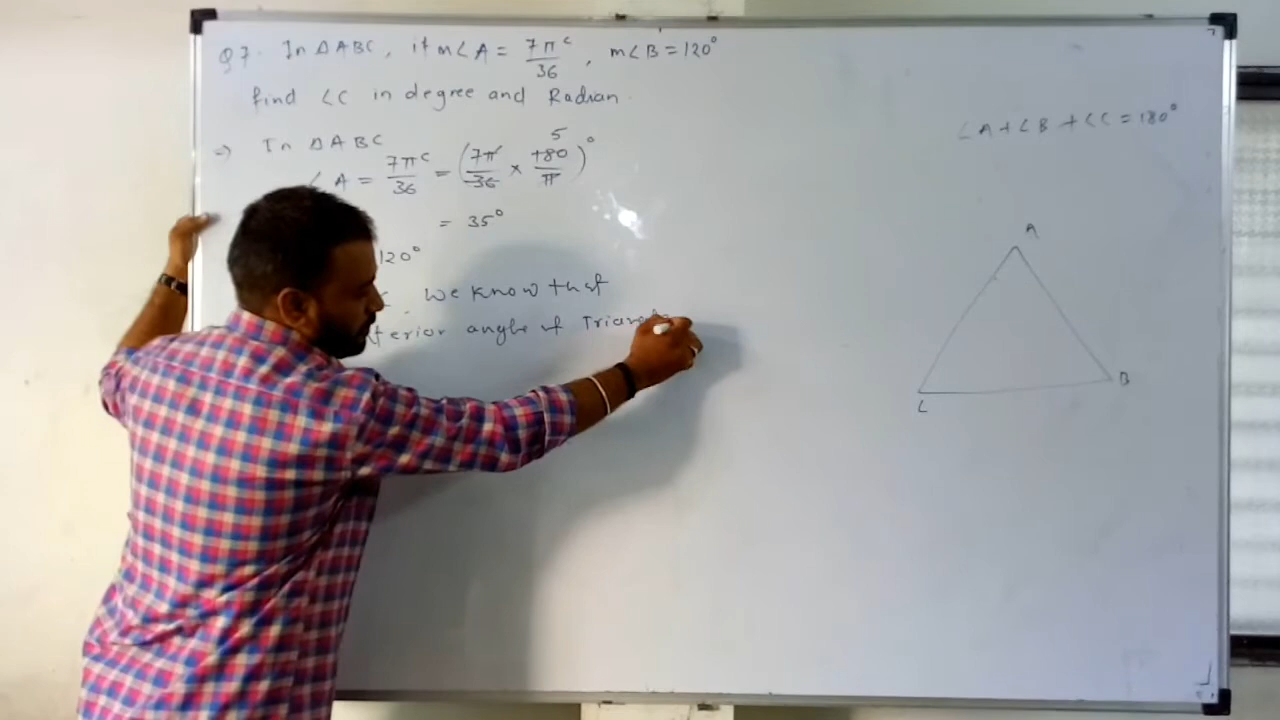 Q7. In ΔABC, if m∠A = 7π^c/36, m∠B = 120°
find ∠C in degree and Radian.
⇒ In ΔABC
∠A = 7π^c/36 = (7π/36 × 180/π)° 5
= 35°
120°
we know that
terior angle of
∠A + ∠B + ∠C = 180°
A
B
C